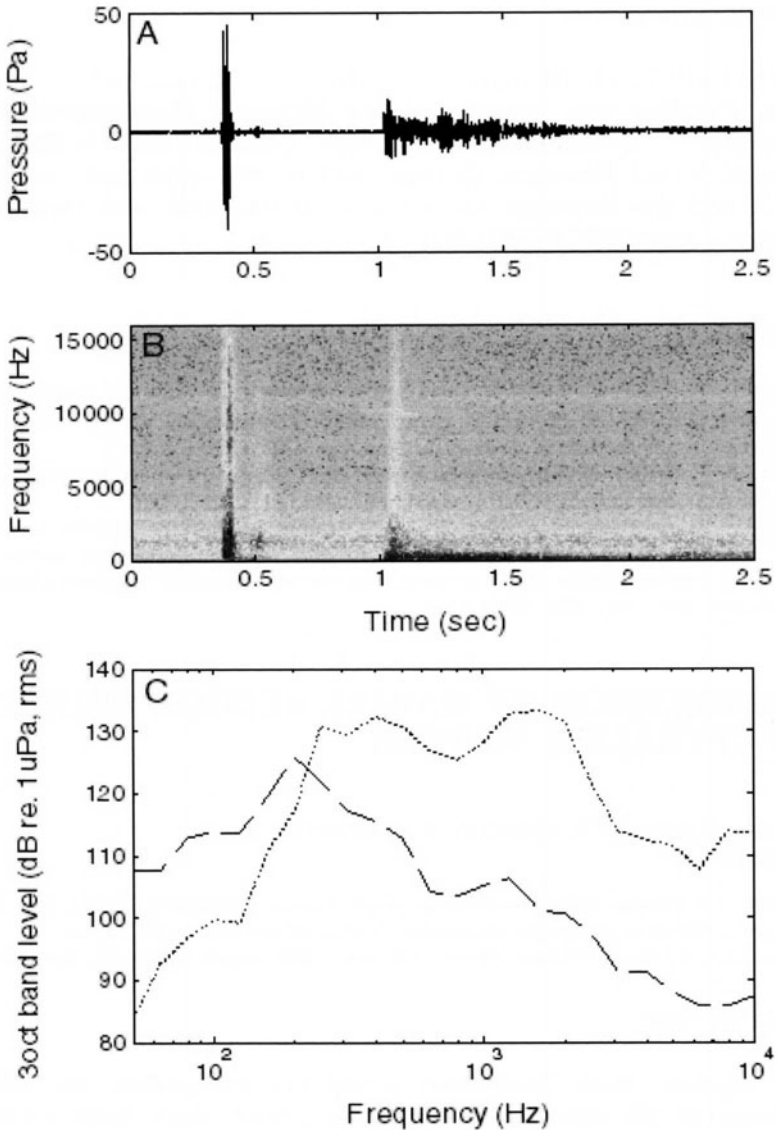 A
Pressure (Pa)
50
0
-50
0 0.5 1 1.5 2 2.5
B
Frequency (Hz)
15000
10000
5000
0
0 0.5 1 1.5 2 2.5
Time (sec)
C
3oct band level (dB re. 1uPa, rms)
140
130
120
110
100
90
80
10² 10³ 10⁴
Frequency (Hz)